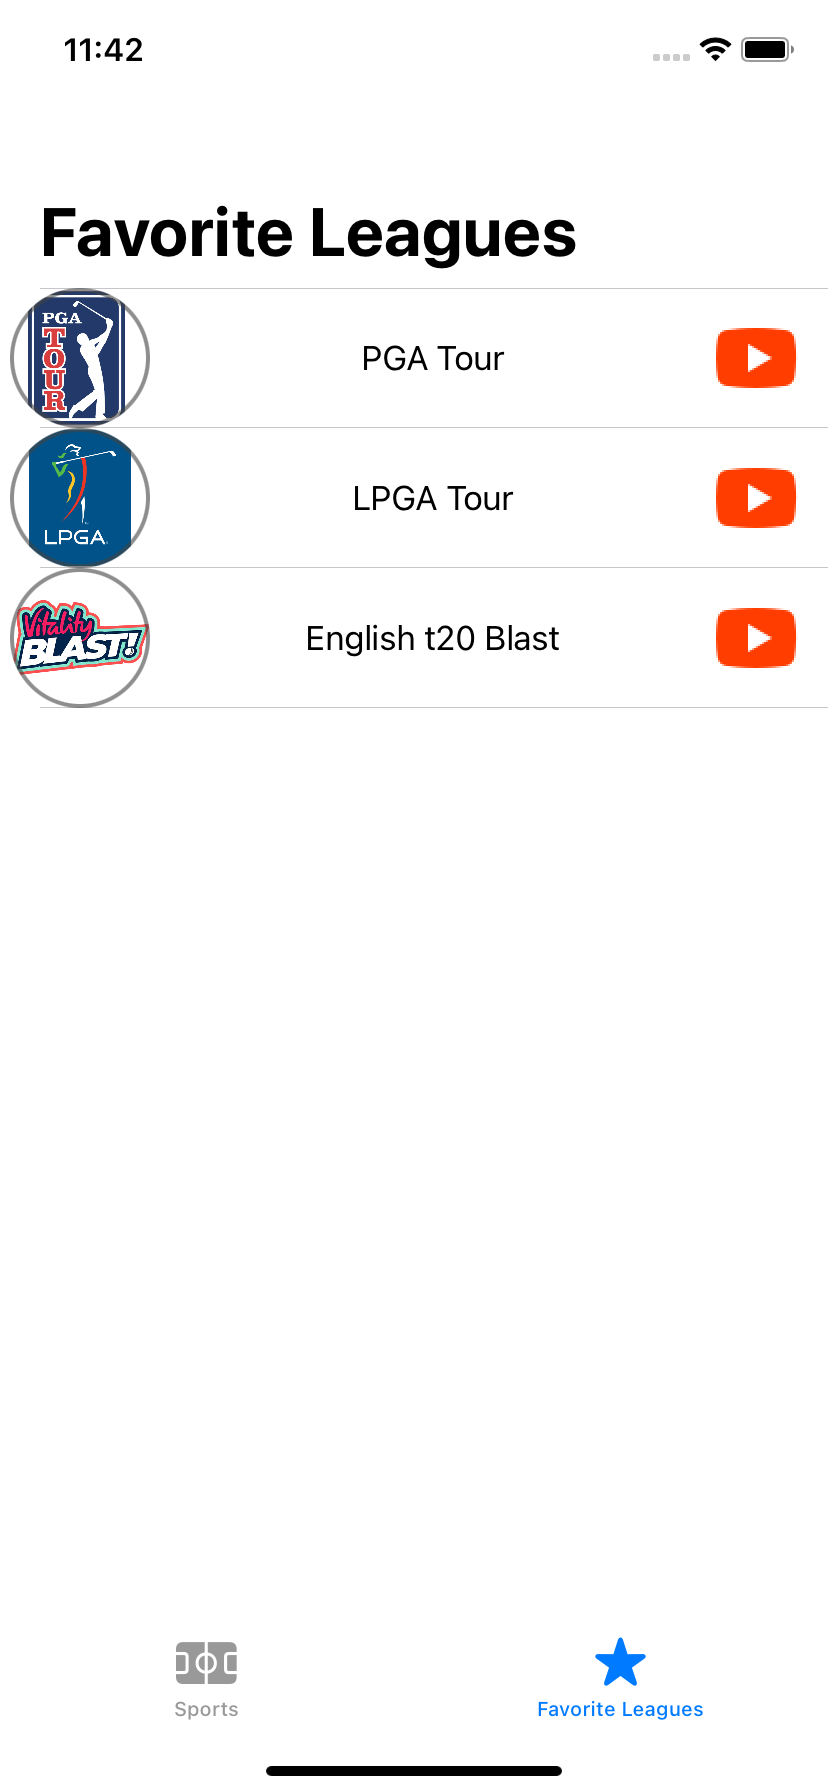 11:42
Favorite Leagues
PGA
TOUR
PGA Tour
LPGA
LPGA Tour
Vitality
BLAST!
English t20 Blast
Sports
Favorite Leagues